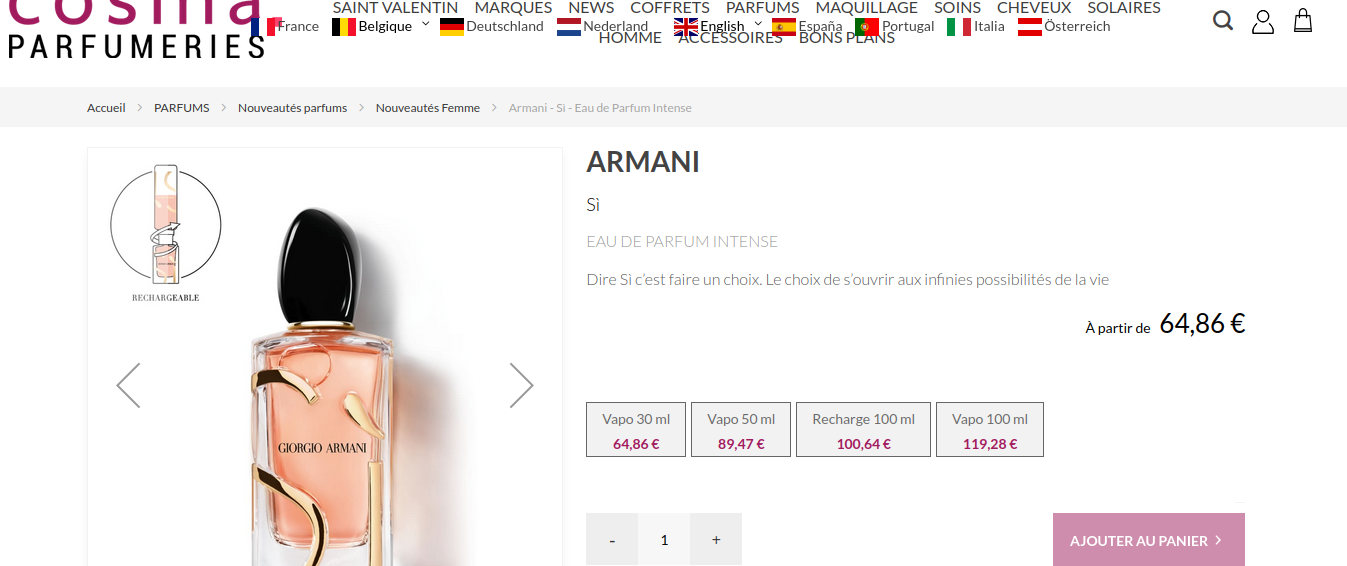 cosma
PARFUMERIES
SAINT VALENTIN MARQUES NEWS COFFRETS PARFUMS MAQUILLAGE SOINS CHEVEUX SOLAIRES
France Belgique Deutschland Nederland English España Portugal Italia Österreich
HOMME ACCESSOIRES BONS PLANS
Accueil > PARFUMS > Nouveautés parfums > Nouveautés Femme > Armani - Sì - Eau de Parfum Intense
RECHARGEABLE
GIORGIO ARMANI
ARMANI
Sì
EAU DE PARFUM INTENSE
Dire Sì c’est faire un choix. Le choix de s’ouvrir aux infinies possibilités de la vie
À partir de 64,86 €
Vapo 30 ml
64,86 €
Vapo 50 ml
89,47 €
Recharge 100 ml
100,64 €
Vapo 100 ml
119,28 €
- 1 +
AJOUTER AU PANIER >